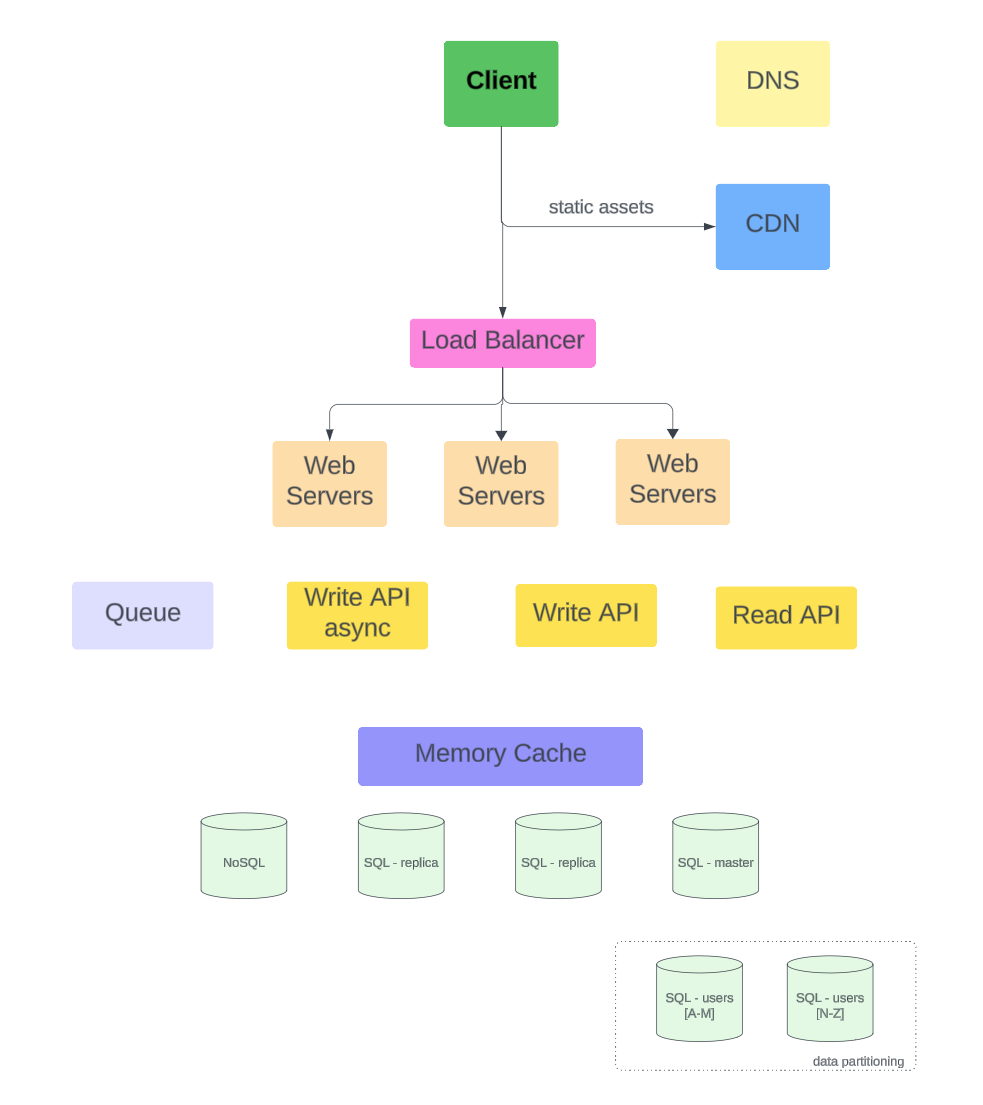 Client
DNS
static assets
CDN
Load Balancer
Web
Servers
Web
Servers
Web
Servers
Queue
Write API
async
Write API
Read API
Memory Cache
NoSQL
SQL - replica
SQL - replica
SQL - master
SQL - users
[A-M]
SQL - users
[N-Z]
data partitioning